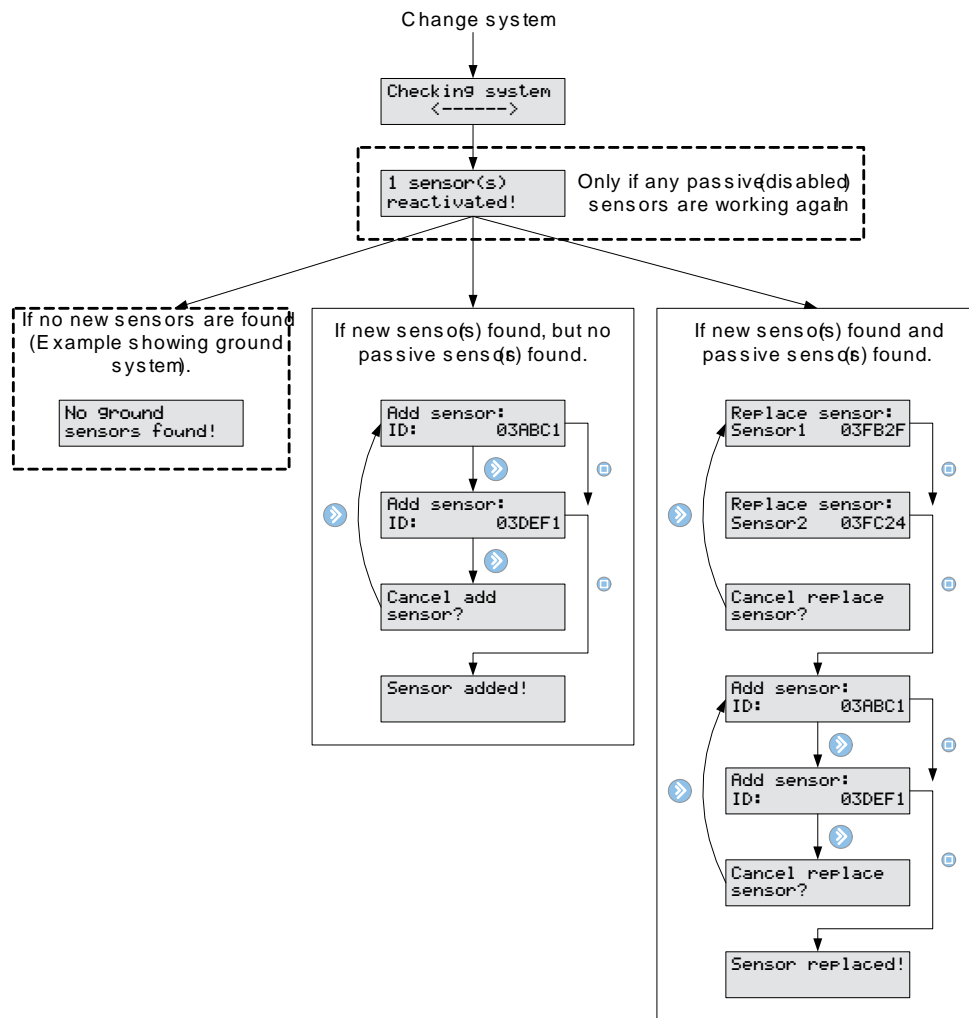 Change system
Checking system
<------>
1 sensor(s)
reactivated!
Only if any passive(disabled)
sensors are working again!
If no new sensors are found
(Example showing ground
system).
No ground
sensors found!
If new sensor(s) found, but no
passive sensor(s) found.
Add sensor:
ID: 03ABC1
Add sensor:
ID: 03DEF1
Cancel add
sensor?
Sensor added!
If new sensor(s) found and
passive sensor(s) found.
Replace sensor:
Sensor1 03FB2F
Replace sensor:
Sensor2 03FC24
Cancel replace
sensor?
Add sensor:
ID: 03ABC1
Add sensor:
ID: 03DEF1
Cancel replace
sensor?
Sensor replaced!